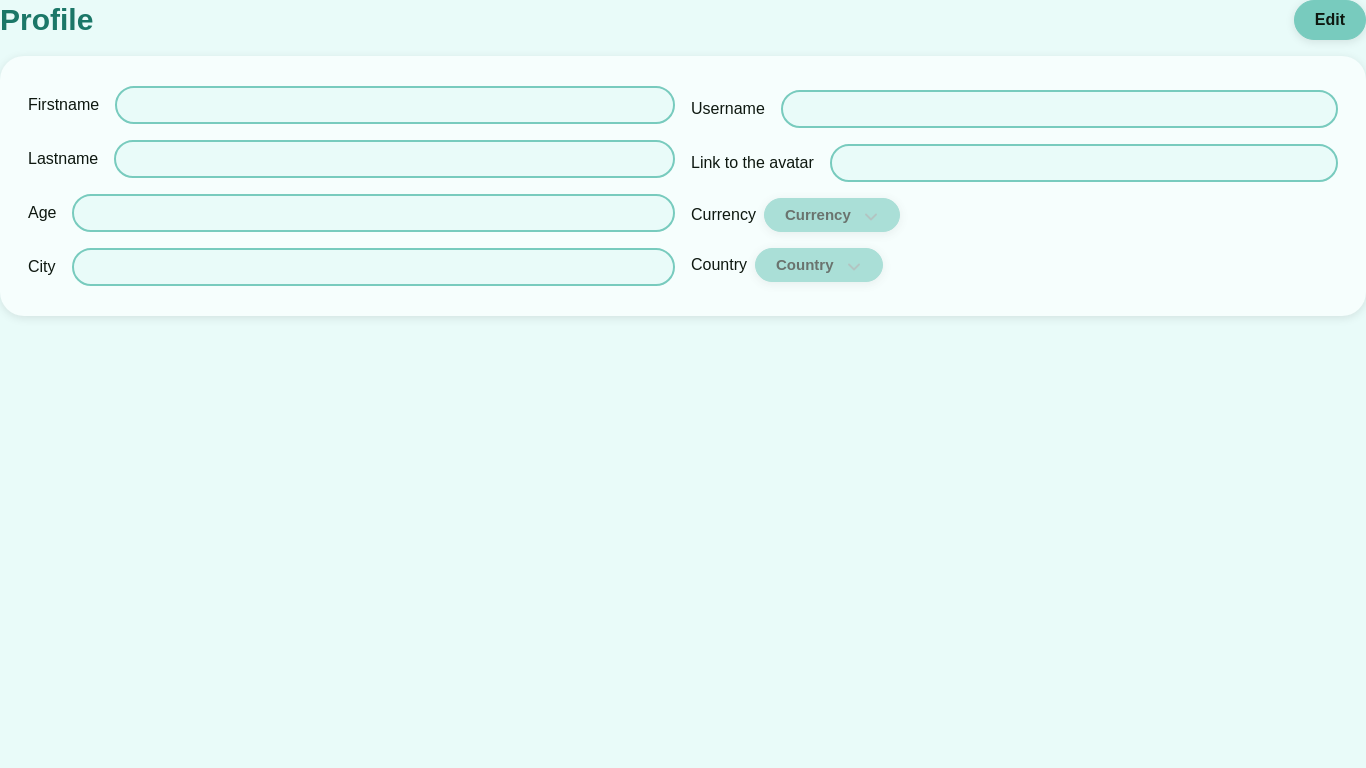 Profile
Edit
Firstname
Lastname
Age
City
Username
Link to the avatar
Currency Currency
Country Country